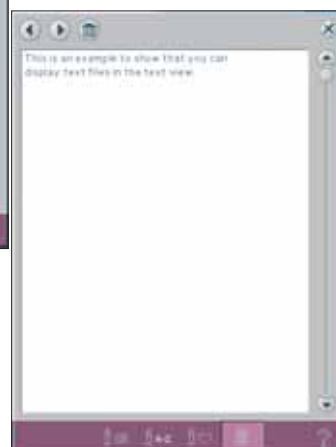 This is an example to show that you can
display text files in the text view.